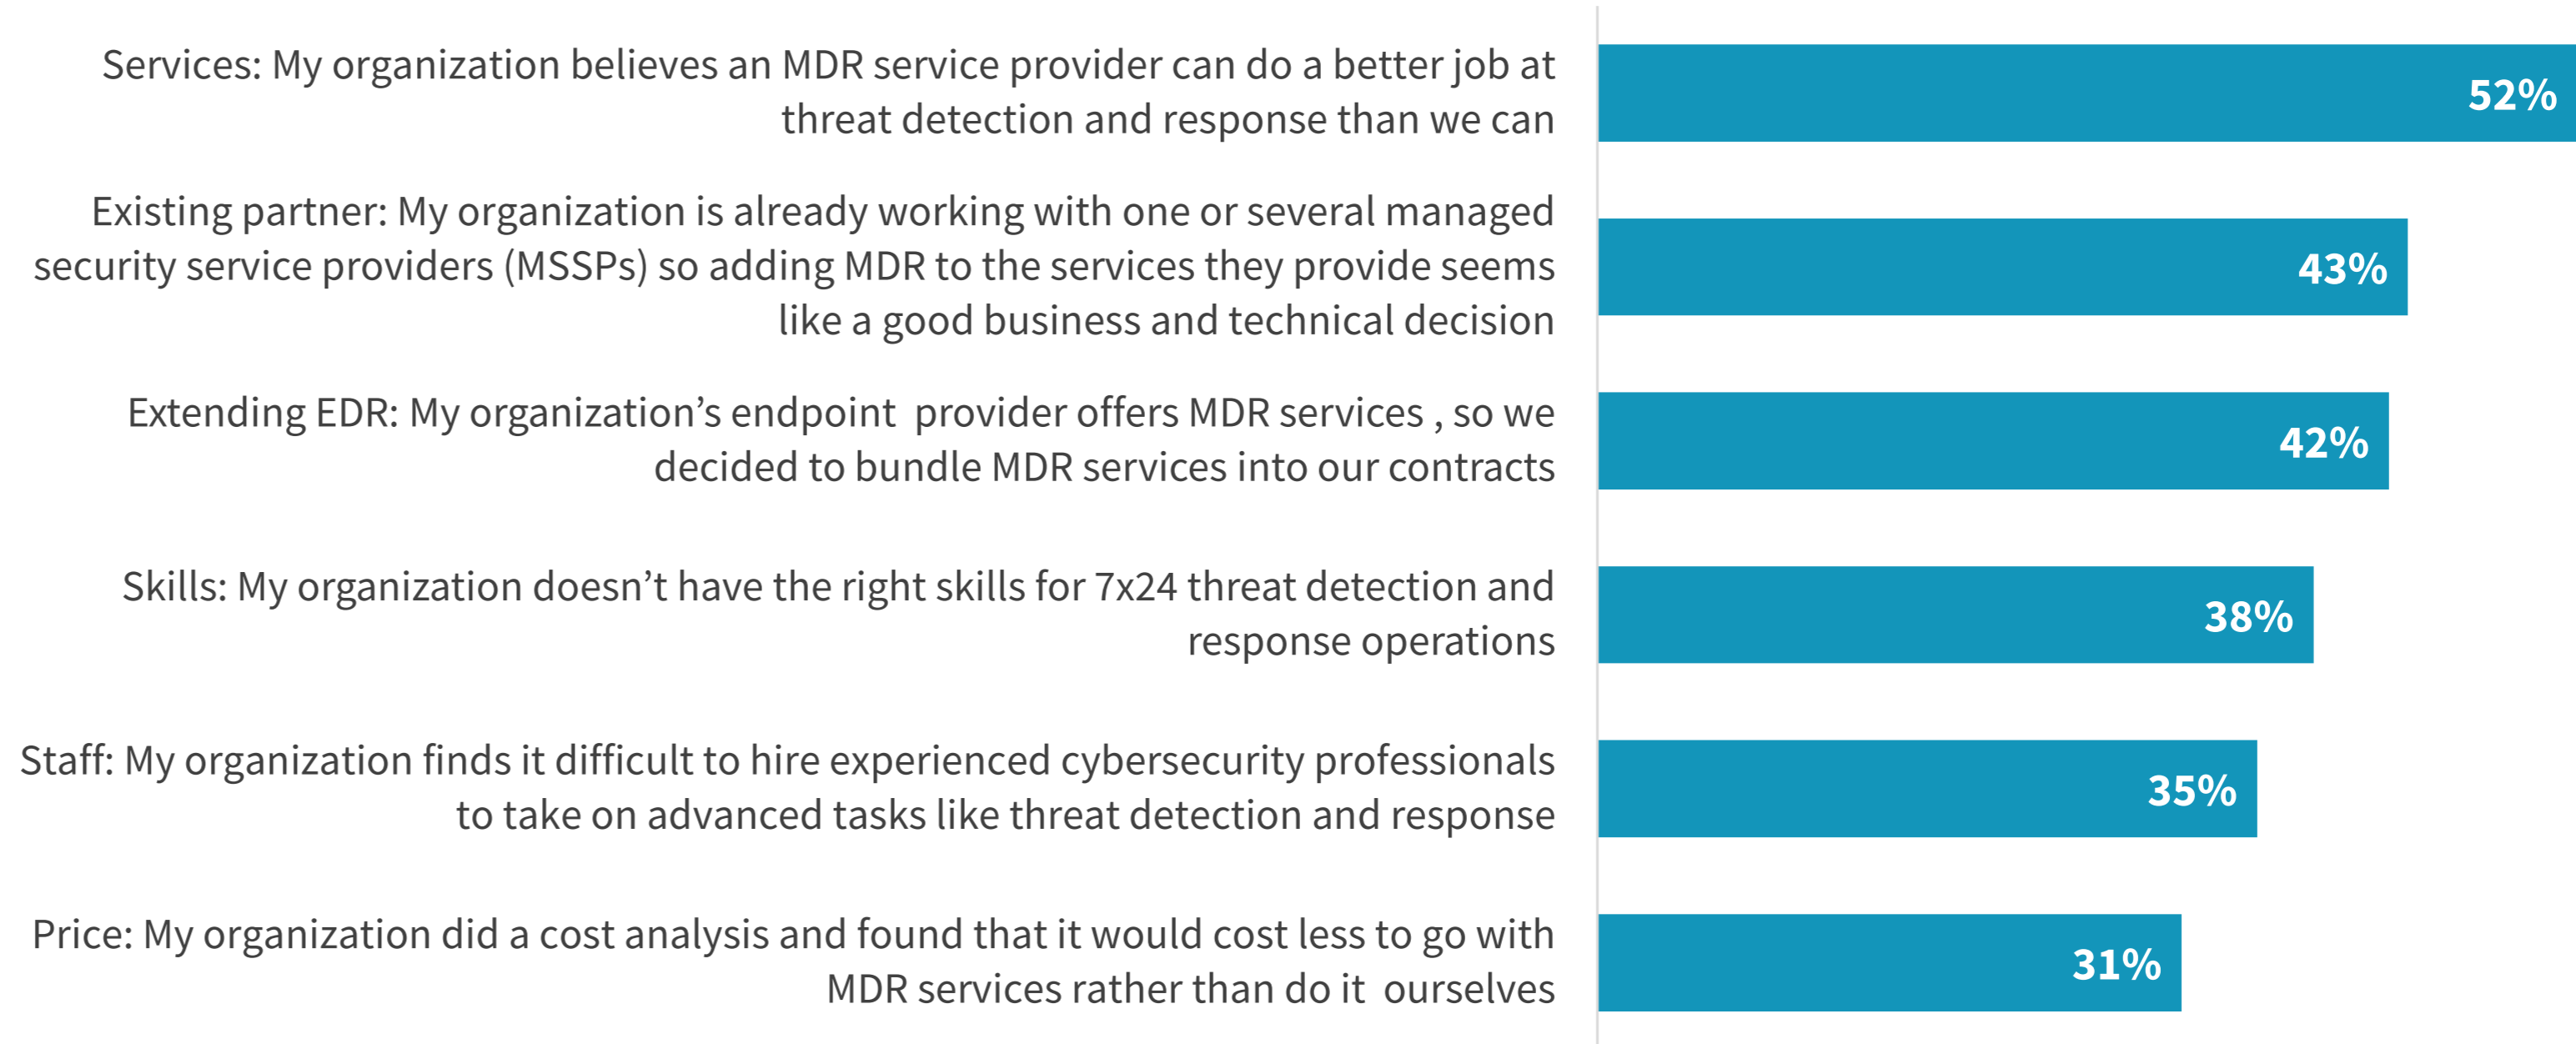 Services: My organization believes an MDR service provider can do a better job at
threat detection and response than we can
52%
Existing partner: My organization is already working with one or several managed
security service providers (MSSPs) so adding MDR to the services they provide seems
like a good business and technical decision
43%
Extending EDR: My organization’s endpoint  provider offers MDR services , so we
decided to bundle MDR services into our contracts
42%
Skills: My organization doesn’t have the right skills for 7x24 threat detection and
response operations
38%
Staff: My organization finds it difficult to hire experienced cybersecurity professionals
to take on advanced tasks like threat detection and response
35%
Price: My organization did a cost analysis and found that it would cost less to go with
MDR services rather than do it  ourselves
31%